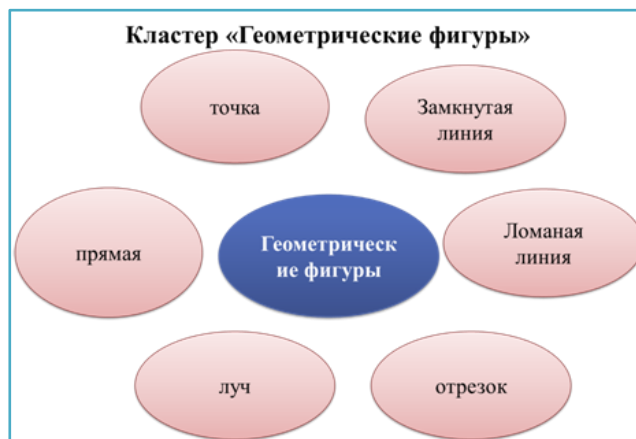 Кластер «Геометрические фигуры»
точка
Замкнутая
линия
прямая
Геометрическ
ие фигуры
Ломаная
линия
луч
отрезок